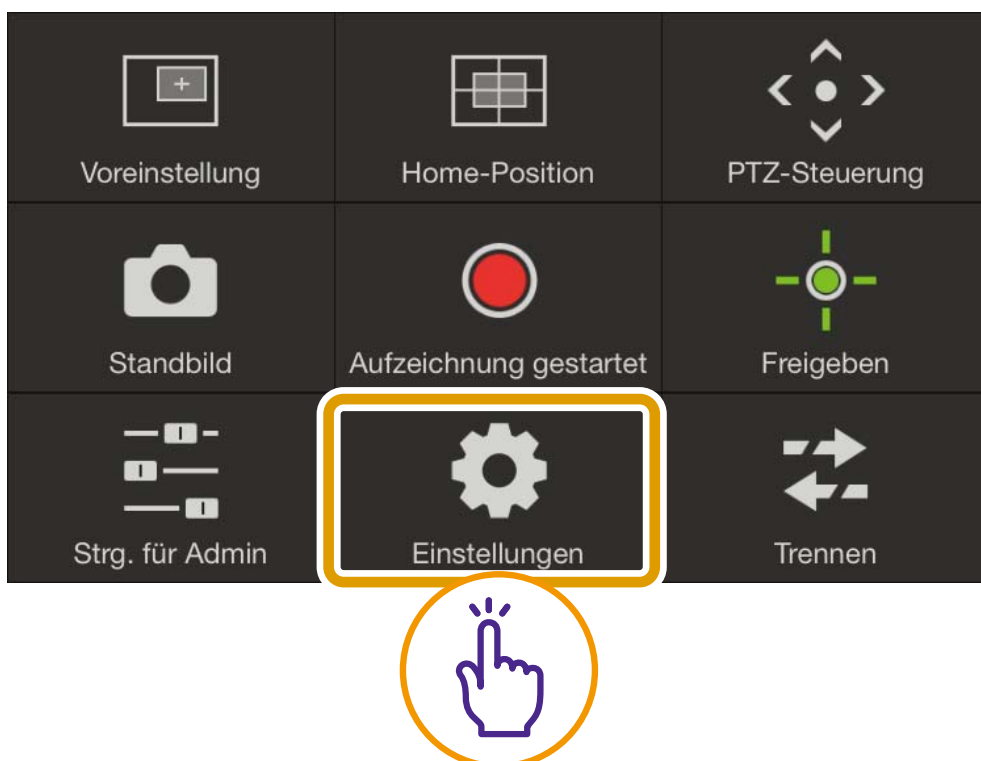 Voreinstellung
Home-Position
PTZ-Steuerung
Standbild
Aufzeichnung gestartet
Freigeben
Strg. für Admin
Einstellungen
Trennen